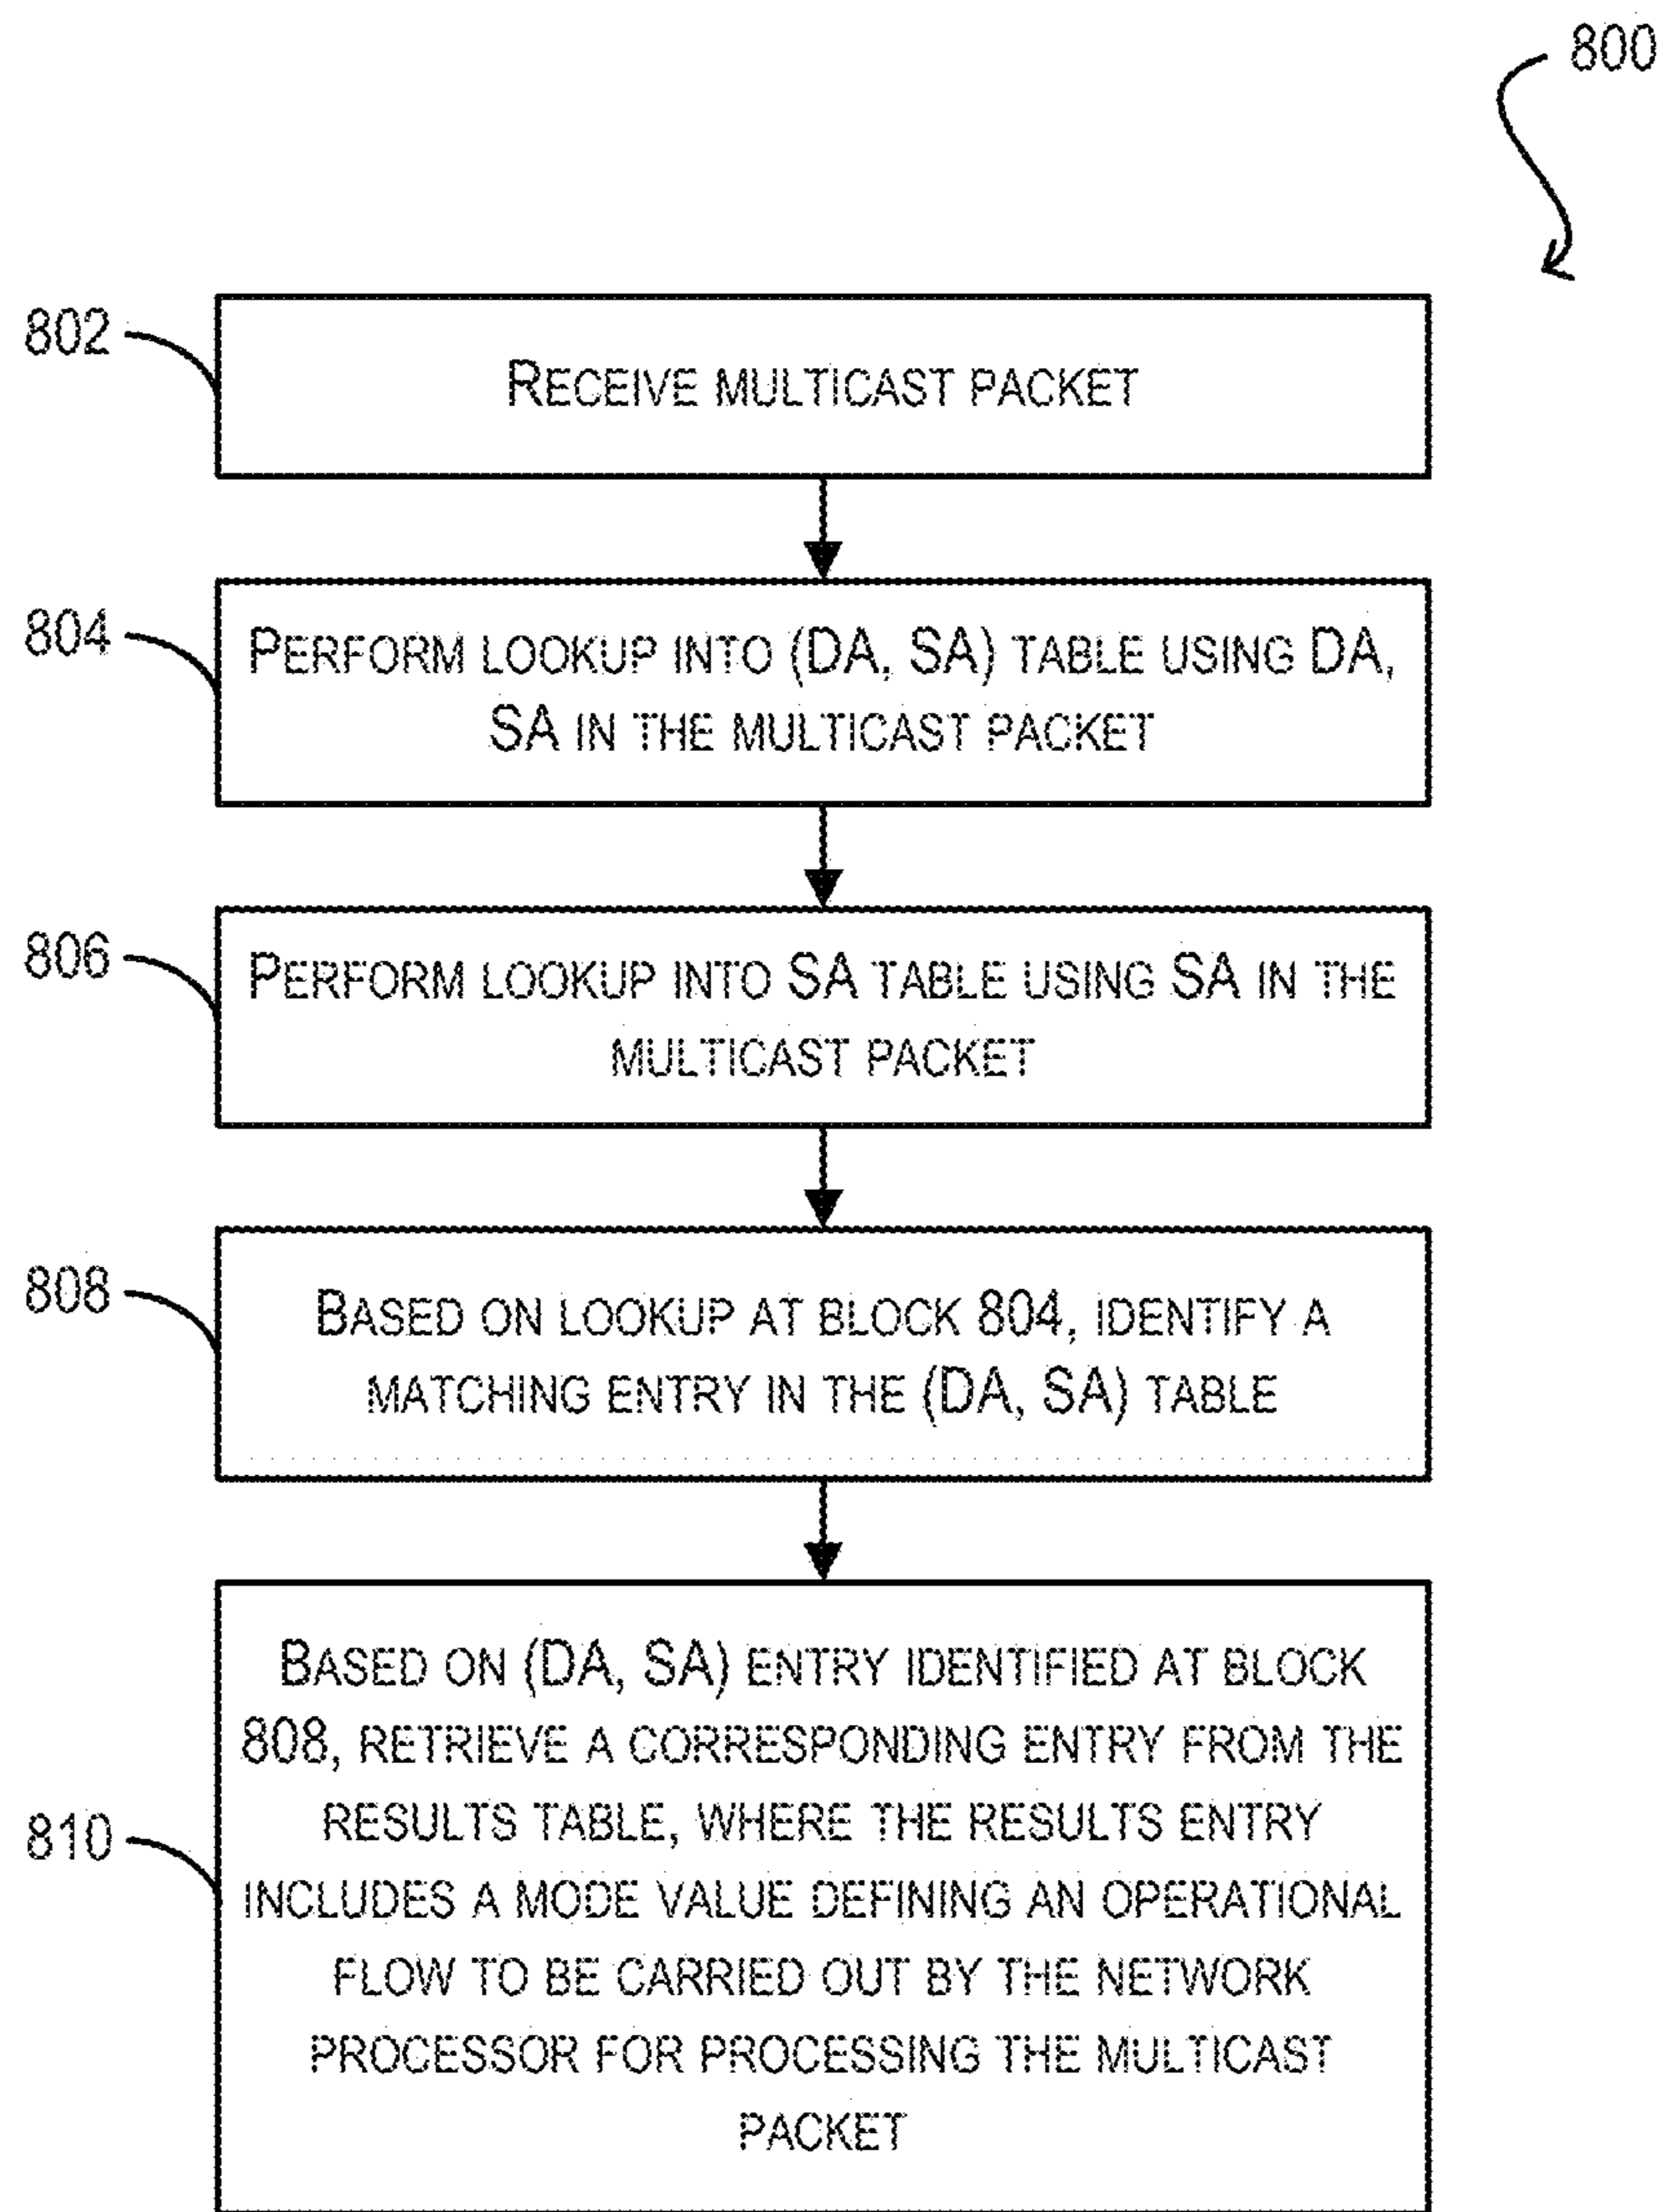 800
802
RECEIVE MULTICAST PACKET
804
PERFORM LOOKUP INTO (DA, SA) TABLE USING DA,
SA IN THE MULTICAST PACKET
806
PERFORM LOOKUP INTO SA TABLE USING SA IN THE
MULTICAST PACKET
808
BASED ON LOOKUP AT BLOCK 804, IDENTIFY A
MATCHING ENTRY IN THE (DA, SA) TABLE
810
BASED ON (DA, SA) ENTRY IDENTIFIED AT BLOCK
808, RETRIEVE A CORRESPONDING ENTRY FROM THE
RESULTS TABLE, WHERE THE RESULTS ENTRY
INCLUDES A MODE VALUE DEFINING AN OPERATIONAL
FLOW TO BE CARRIED OUT BY THE NETWORK
PROCESSOR FOR PROCESSING THE MULTICAST
PACKET